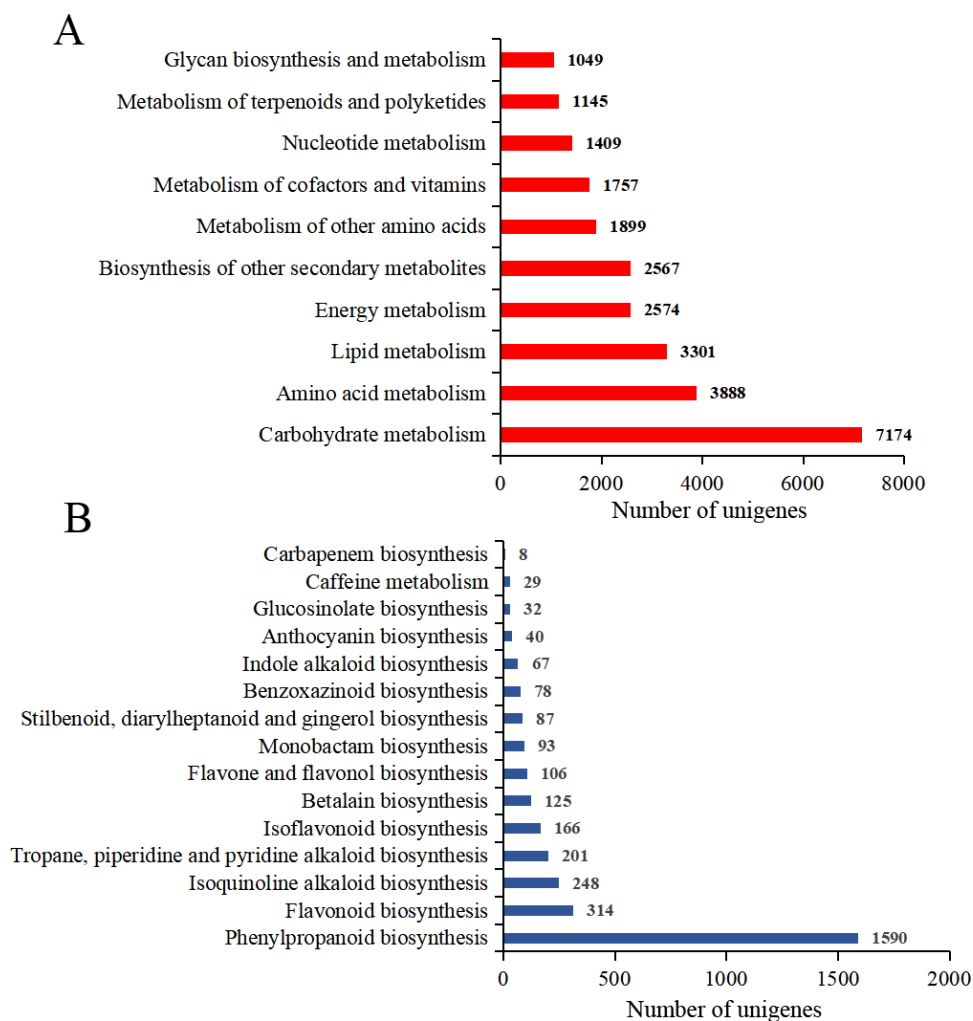 A
Glycan biosynthesis and metabolism 1049
Metabolism of terpenoids and polyketides 1145
Nucleotide metabolism 1409
Metabolism of cofactors and vitamins 1757
Metabolism of other amino acids 1899
Biosynthesis of other secondary metabolites 2567
Energy metabolism 2574
Lipid metabolism 3301
Amino acid metabolism 3888
Carbohydrate metabolism 7174
0 2000 4000 6000 8000
Number of unigenes
B
Carbapenem biosynthesis 8
Caffeine metabolism 29
Glucosinolate biosynthesis 32
Anthocyanin biosynthesis 40
Indole alkaloid biosynthesis 67
Benzoxazinoid biosynthesis 78
Stilbenoid, diarylheptanoid and gingerol biosynthesis 87
Monobactam biosynthesis 93
Flavone and flavonol biosynthesis 106
Betalain biosynthesis 125
Isoflavonoid biosynthesis 166
Tropane, piperidine and pyridine alkaloid biosynthesis 201
Isoquinoline alkaloid biosynthesis 248
Flavonoid biosynthesis 314
Phenylpropanoid biosynthesis 1590
0 500 1000 1500 2000
Number of unigenes